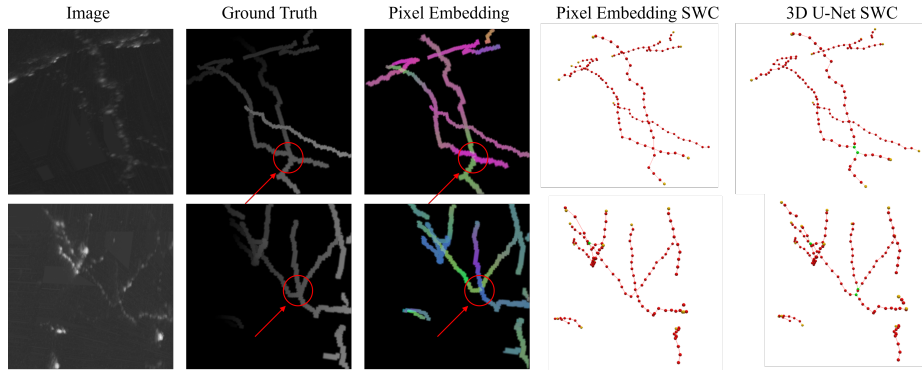 Image
Ground Truth
Pixel Embedding
Pixel Embedding SWC
3D U-Net SWC